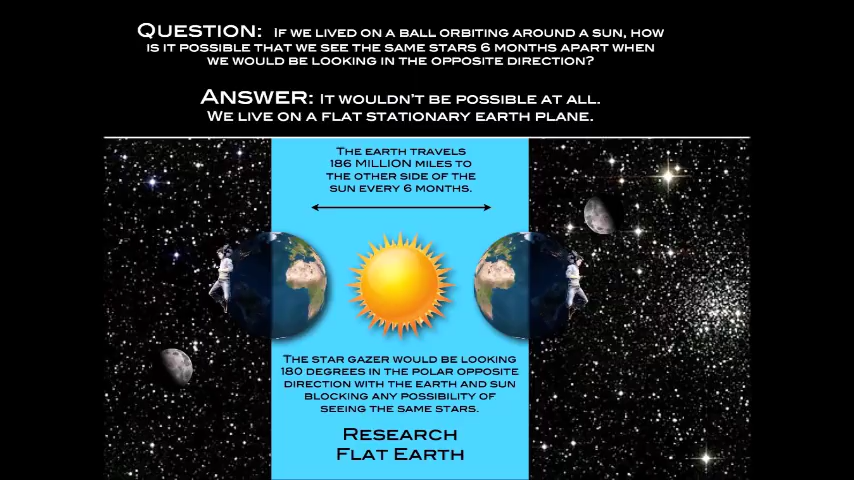 QUESTION: IF WE LIVED ON A BALL ORBITING AROUND A SUN, HOW
IS IT POSSIBLE THAT WE SEE THE SAME STARS 6 MONTHS APART WHEN
WE WOULD BE LOOKING IN THE OPPOSITE DIRECTION?
ANSWER: IT WOULDN'T BE POSSIBLE AT ALL.
WE LIVE ON A FLAT STATIONARY EARTH PLANE.
THE EARTH TRAVELS
186 MILLION MILES TO
THE OTHER SIDE OF THE
SUN EVERY 6 MONTHS.
THE STAR GAZER WOULD BE LOOKING
180 DEGREES IN THE POLAR OPPOSITE
DIRECTION WITH THE EARTH AND SUN
BLOCKING ANY POSSIBILITY OF
SEEING THE SAME STARS.
RESEARCH
FLAT EARTH